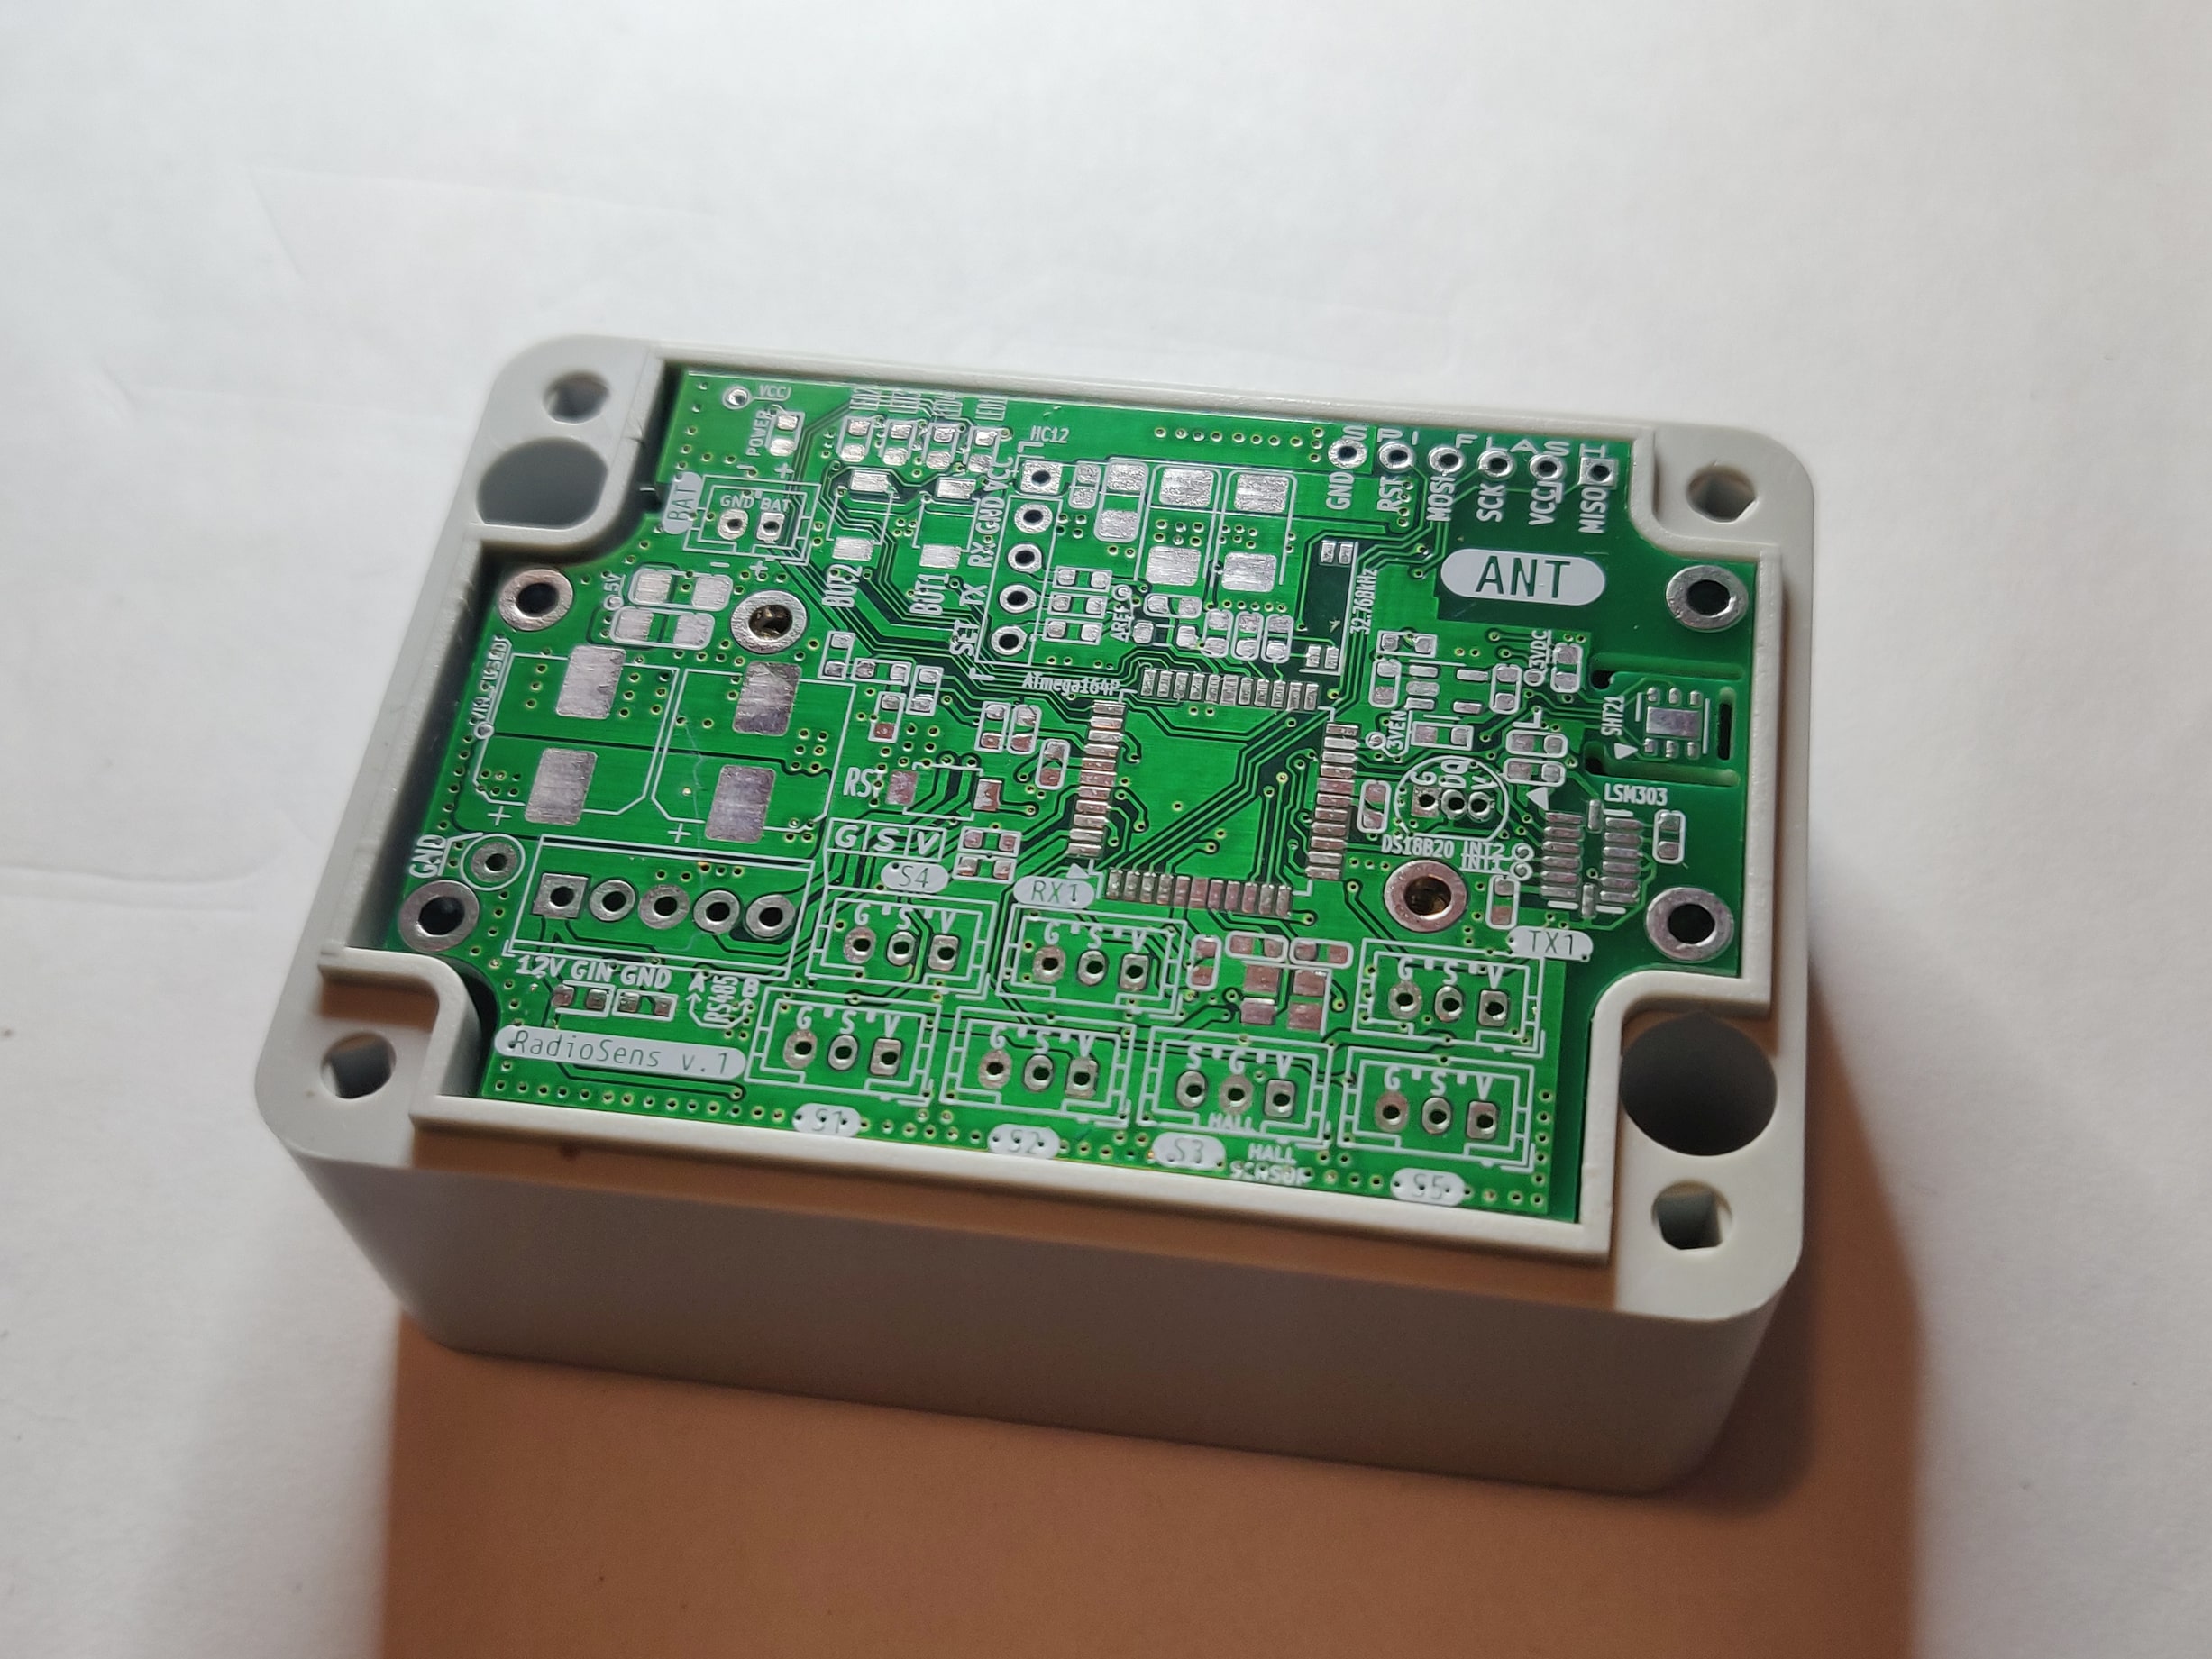 VCC
POWER
HC12
BAT
GND BAT
- +
5V
BUT2
BUT1
VCC
GND
RX
TX
SET
AREF
32.768kHz
GND
RST
MOSI
SCK
VCC
MISO
ANT
ATmega164P
3VDC
3VEN
SHT21
LSM303
G DQ V
DS18B20
INT2
INT1
RST
+ +
GND
G S V
S4
RX1
TX1
G S V
G S V
G S V
12V GIN GND A B
RS485
RadioSens v.1
G S V
G S V
S G V
G S V
HALL
S1
S2
S3
HALL
SENSOR
S5